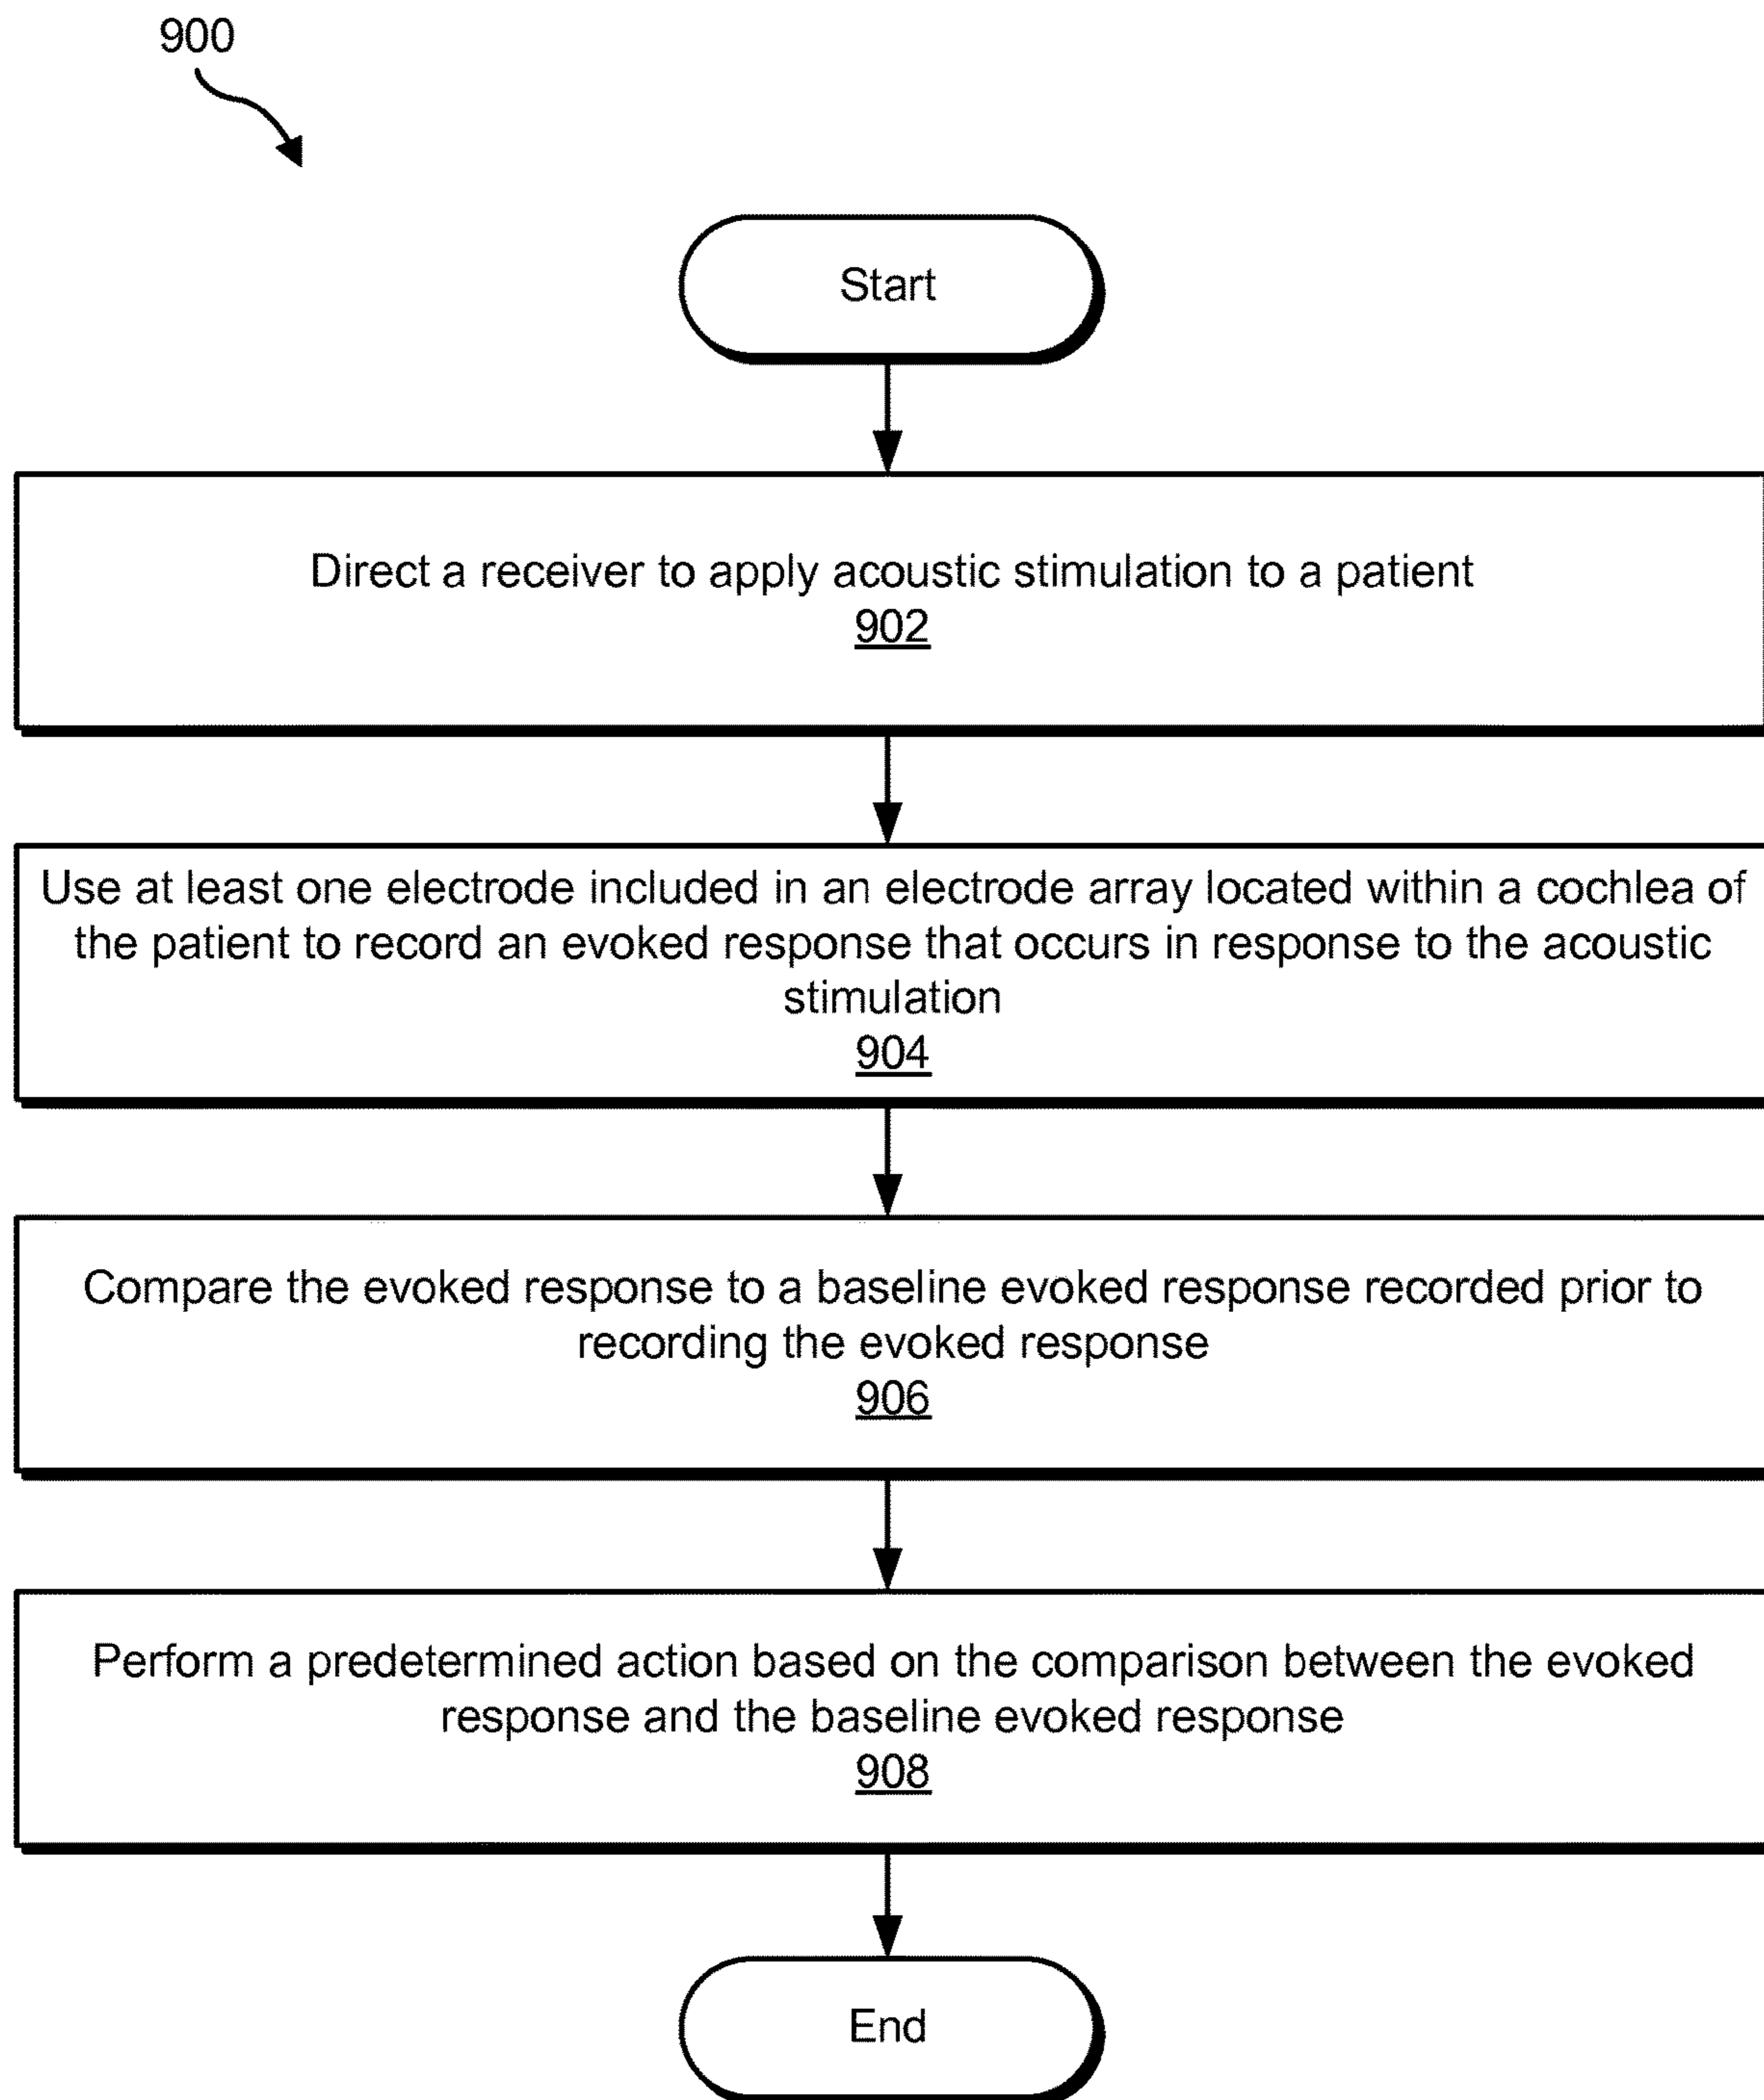 900
Start
Direct a receiver to apply acoustic stimulation to a patient
902
Use at least one electrode included in an electrode array located within a cochlea of
the patient to record an evoked response that occurs in response to the acoustic
stimulation
904
Compare the evoked response to a baseline evoked response recorded prior to
recording the evoked response
906
Perform a predetermined action based on the comparison between the evoked
response and the baseline evoked response
908
End